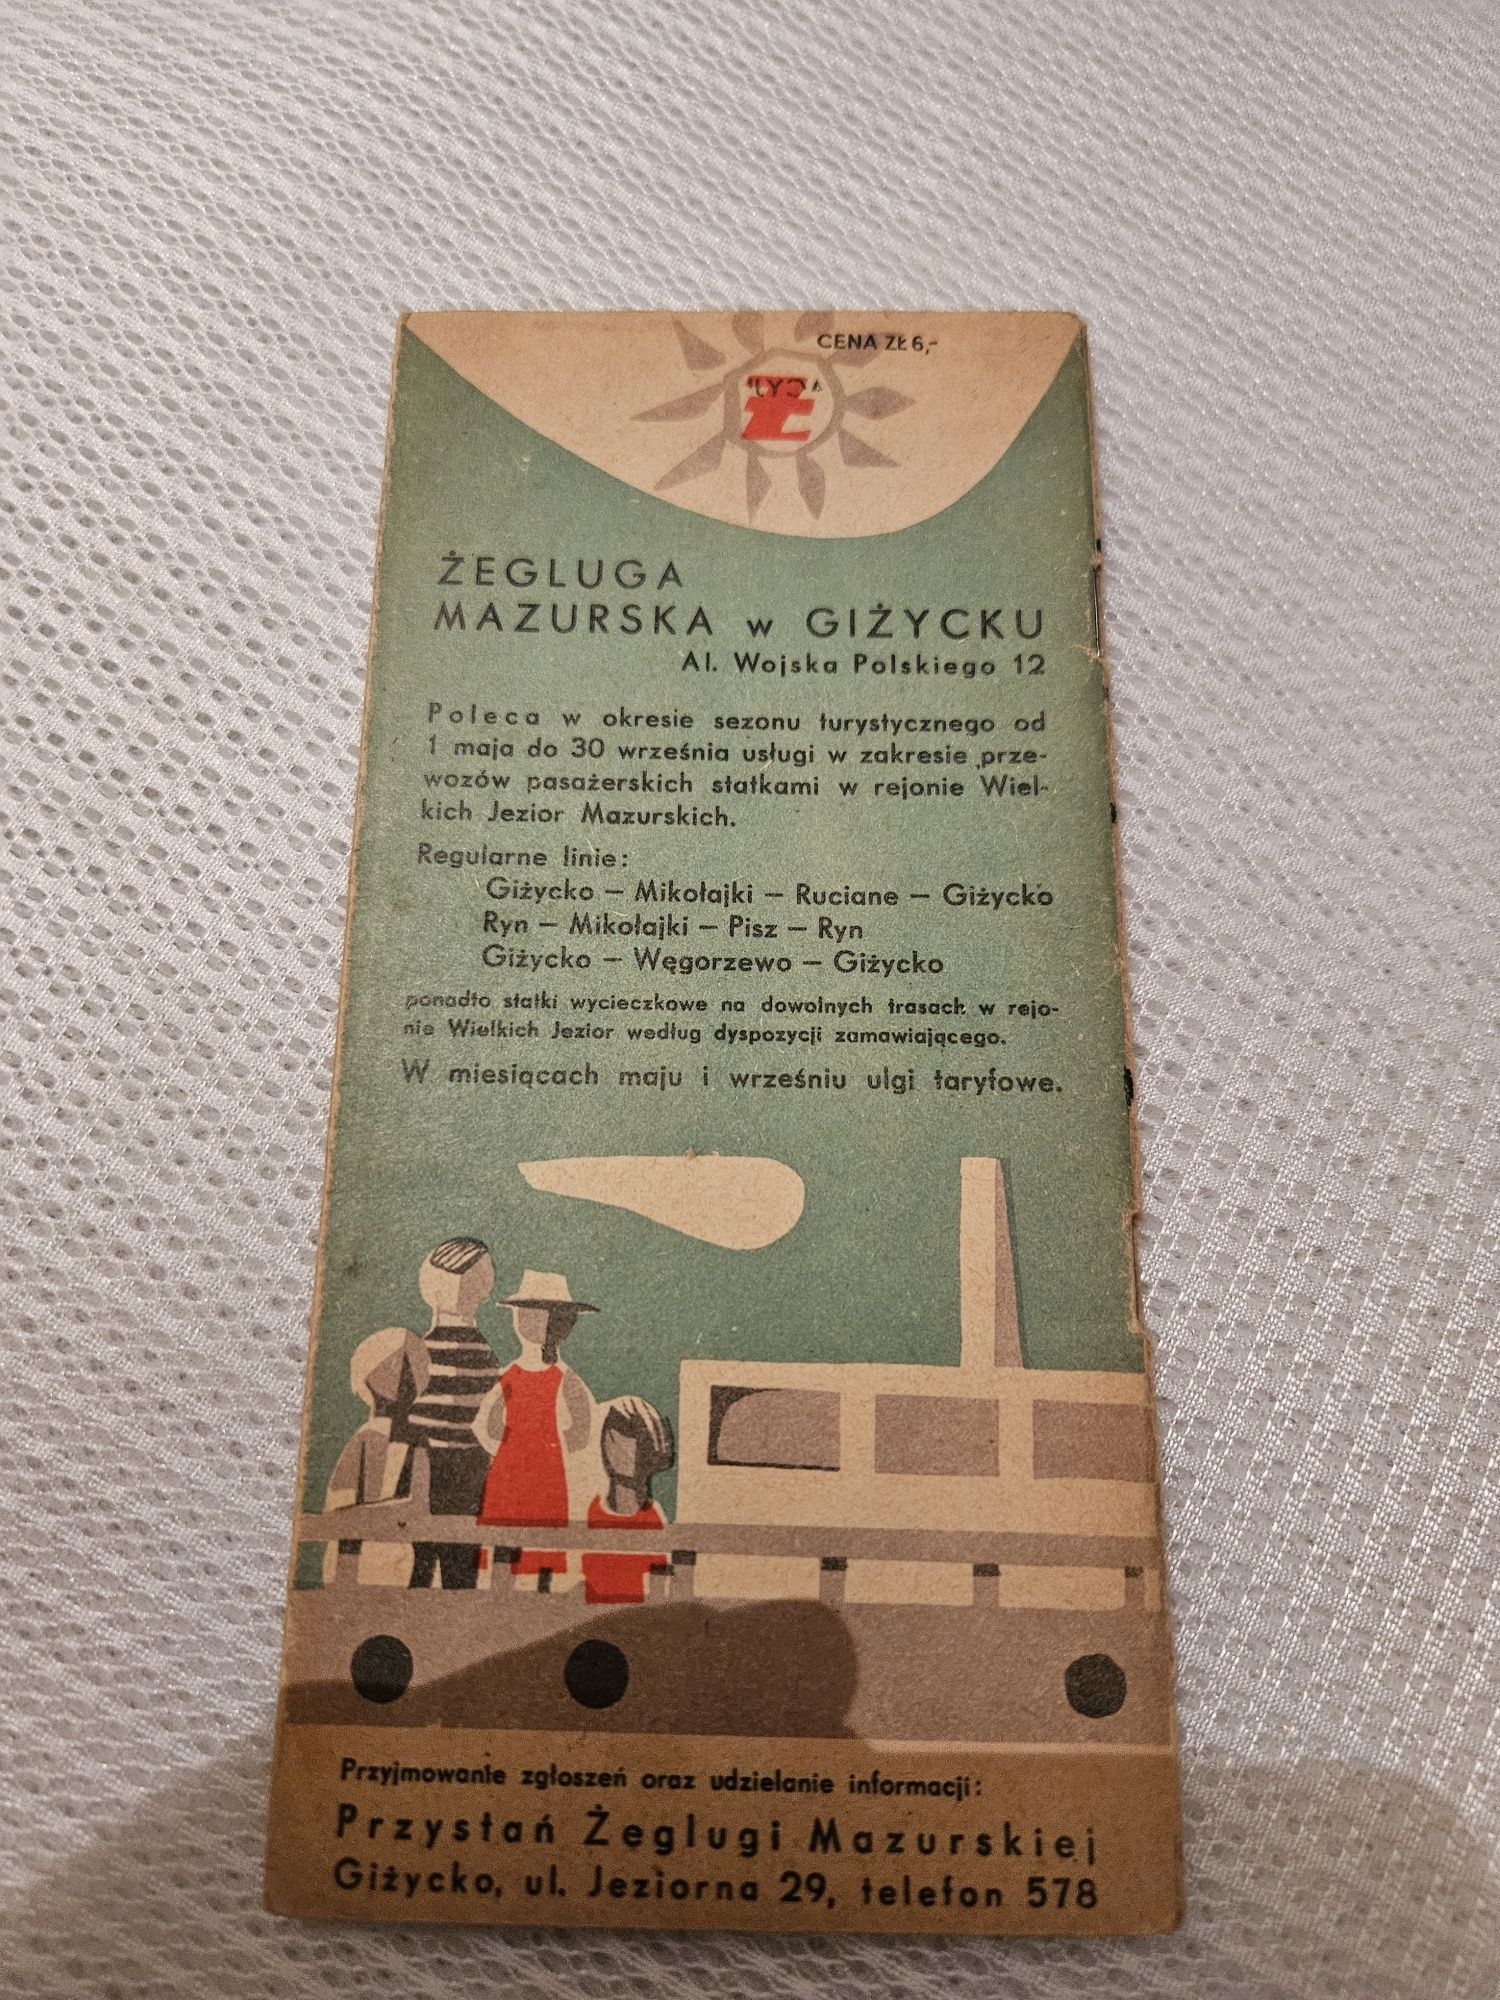 CENA ZŁ 6,-
Ż
ŻEGLUGA
MAZURSKA w GIŻYCKU
Al. Wojska Polskiego 12
Poleca w okresie sezonu turystycznego od
1 maja do 30 września usługi w zakresie prze-
wozów pasażerskich statkami w rejonie Wiel-
kich Jezior Mazurskich.
Regularne linie:
Giżycko – Mikołajki – Ruciane – Giżycko
Ryn – Mikołajki – Pisz – Ryn
Giżycko – Węgorzewo – Giżycko
ponadto statki wycieczkowe na dowolnych trasach w rejo-
nie Wielkich Jezior według dyspozycji zamawiającego.
W miesiącach maju i wrześniu ulgi taryfowe.
Przyjmowanie zgłoszeń oraz udzielanie informacji:
Przystań Żeglugi Mazurskiej
Giżycko, ul. Jeziorna 29, telefon 578